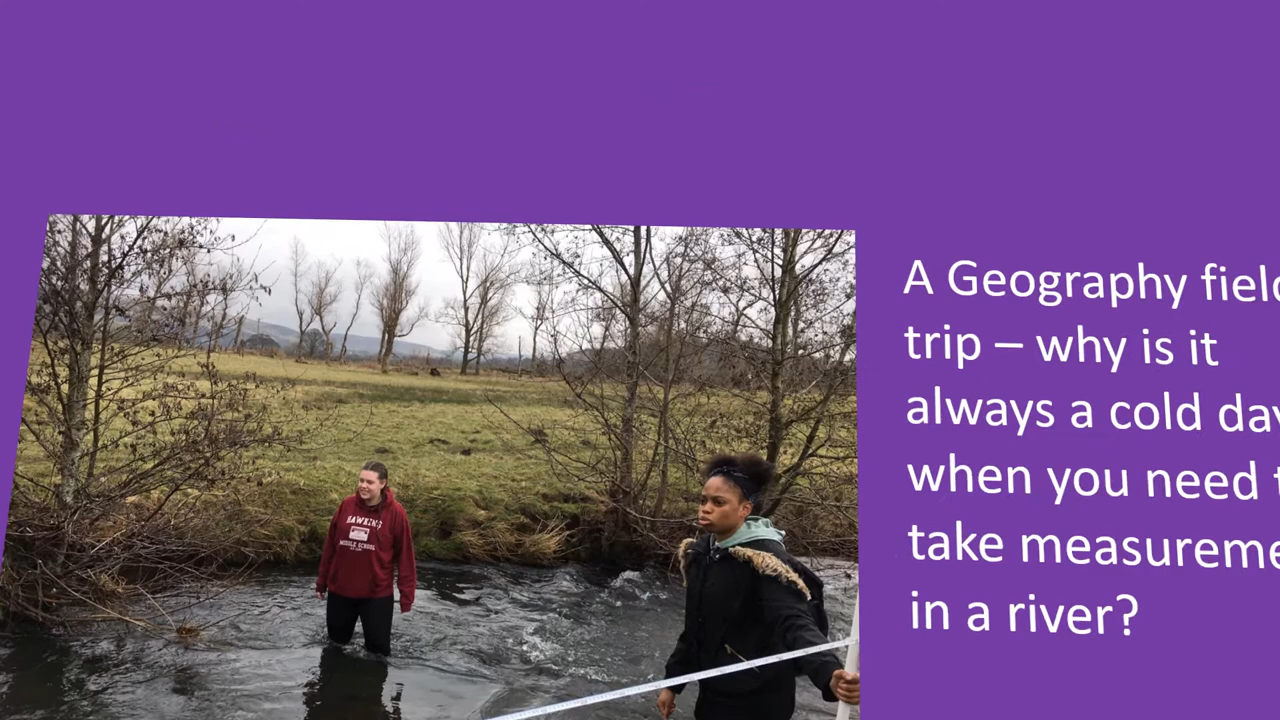 A Geography fiel
trip – why is it
always a cold da
when you need
take measureme
in a river?
HAWKINS
MIDDLE SCHOOL